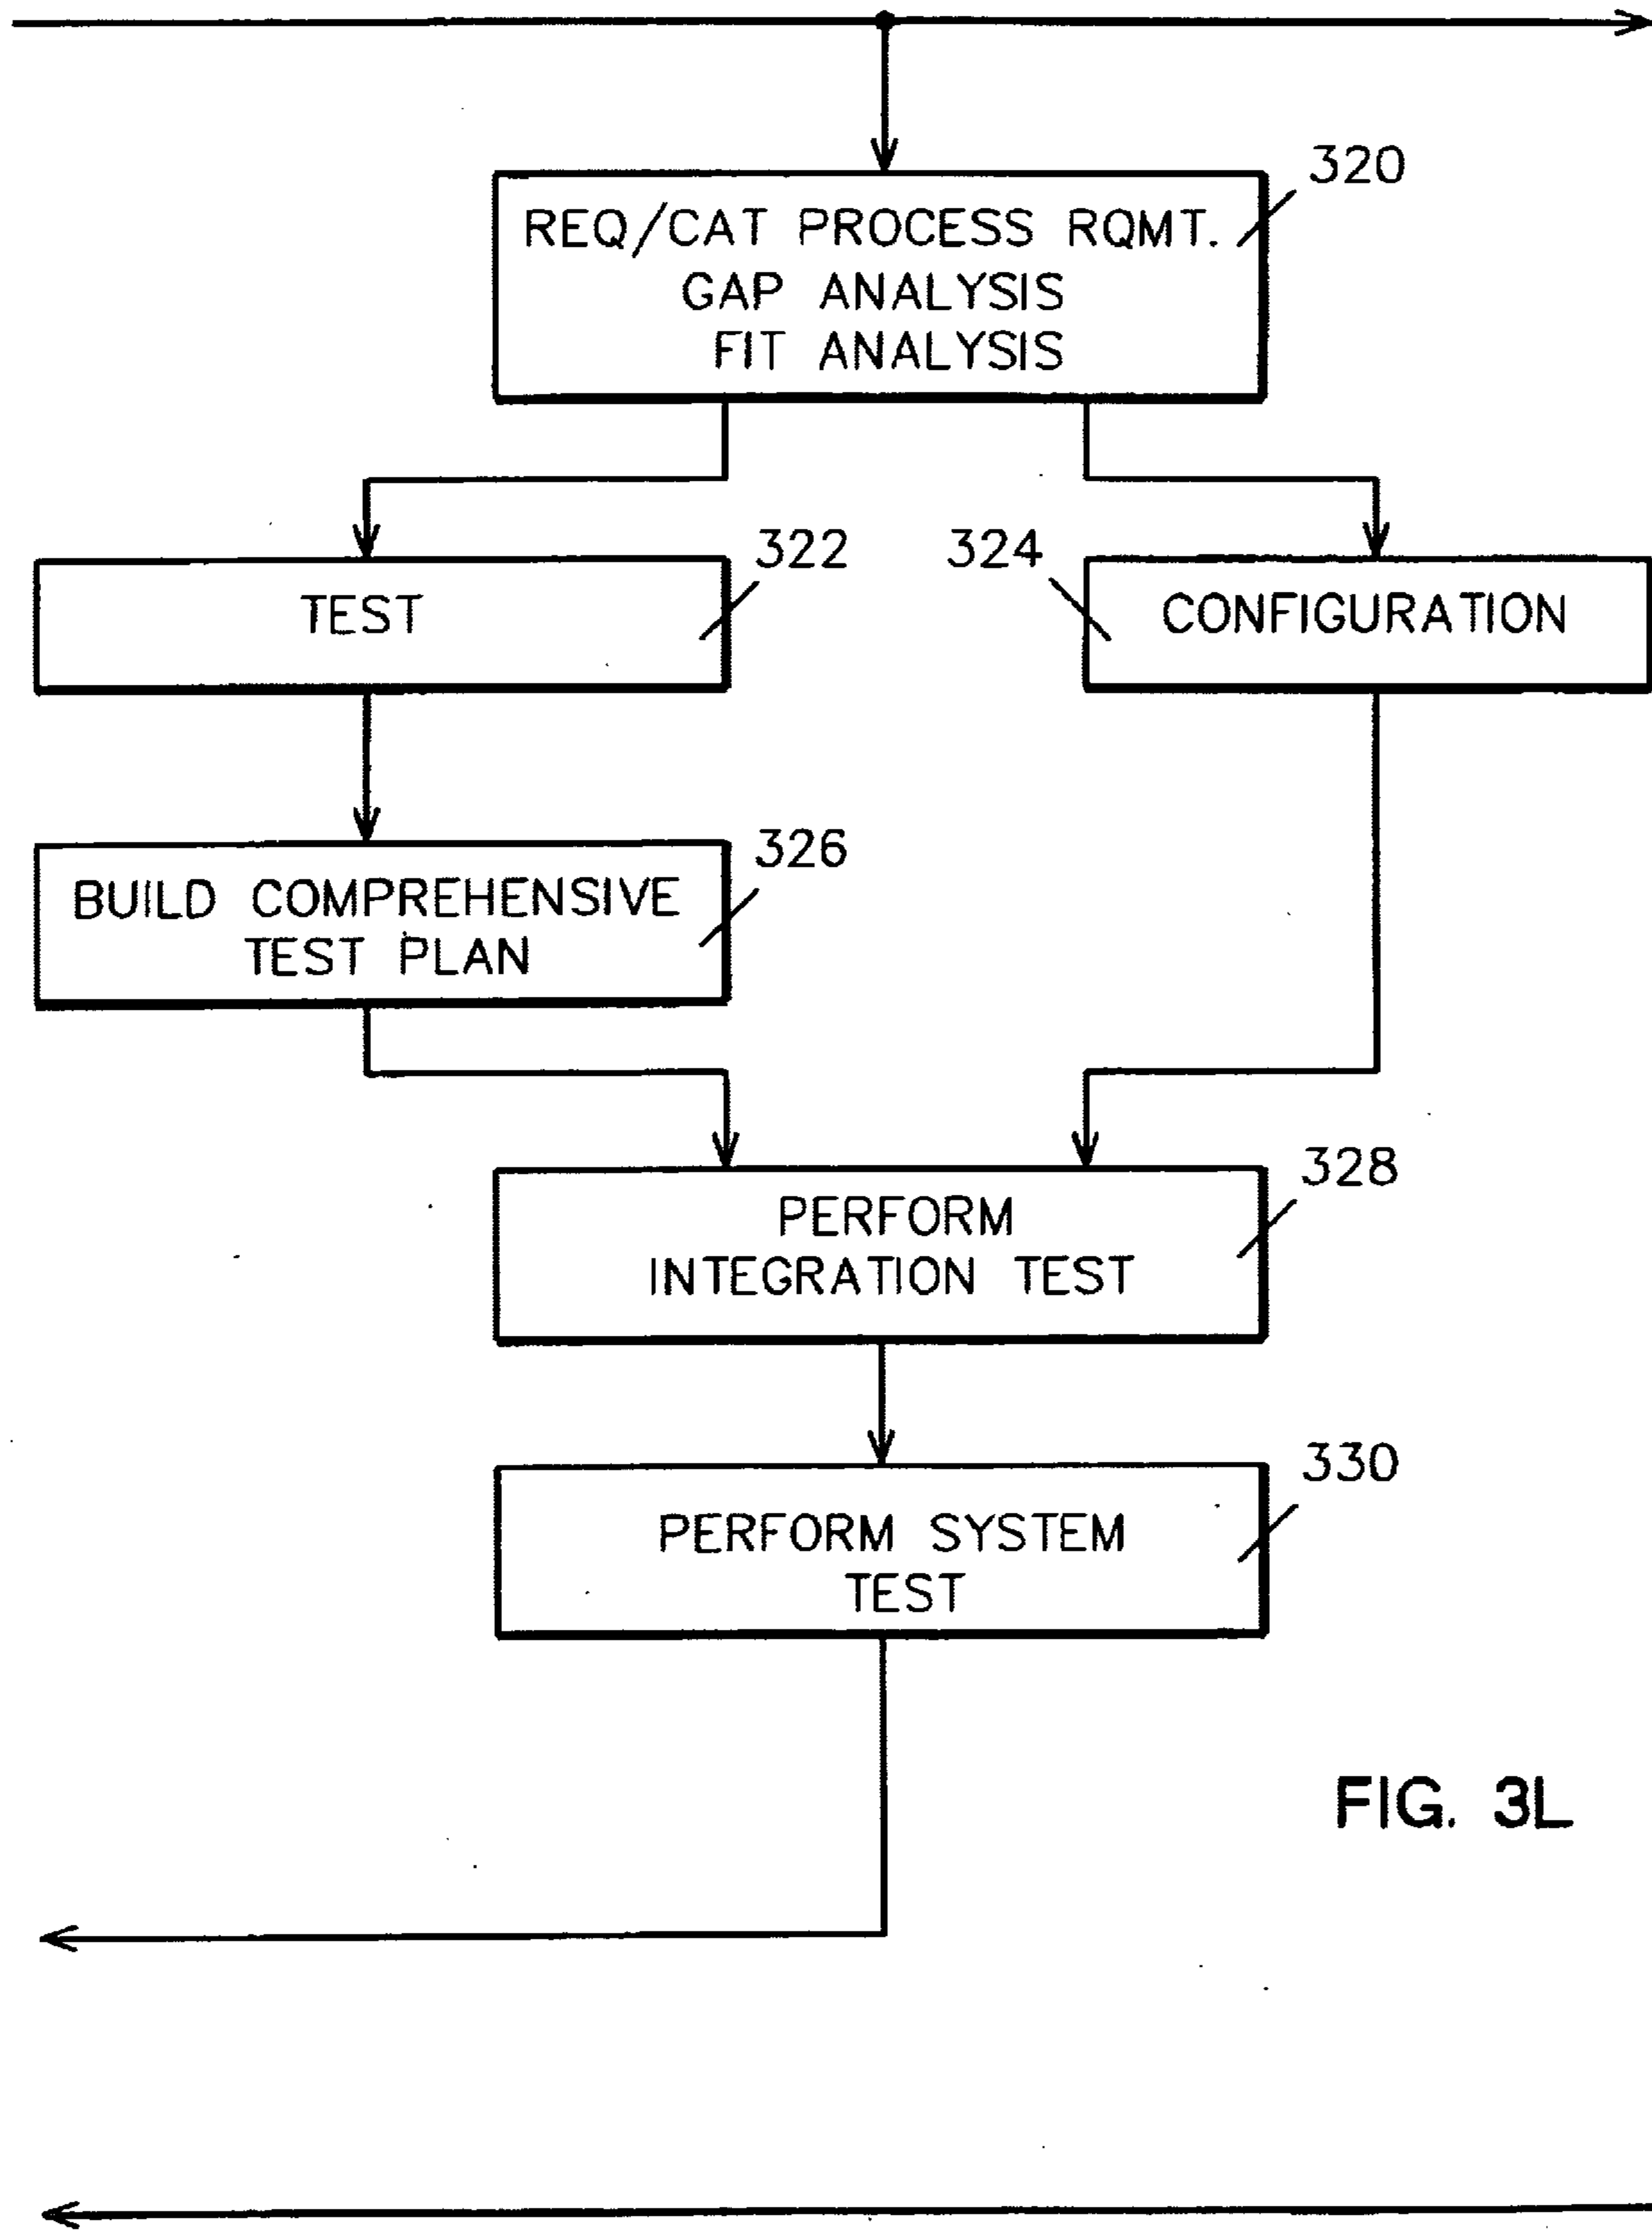 320
REQ/CAT PROCESS RQMT.
GAP ANALYSIS
FIT ANALYSIS
322
324
TEST
CONFIGURATION
326
BUILD COMPREHENSIVE
TEST PLAN
328
PERFORM
INTEGRATION TEST
330
PERFORM SYSTEM
TEST
FIG. 3L